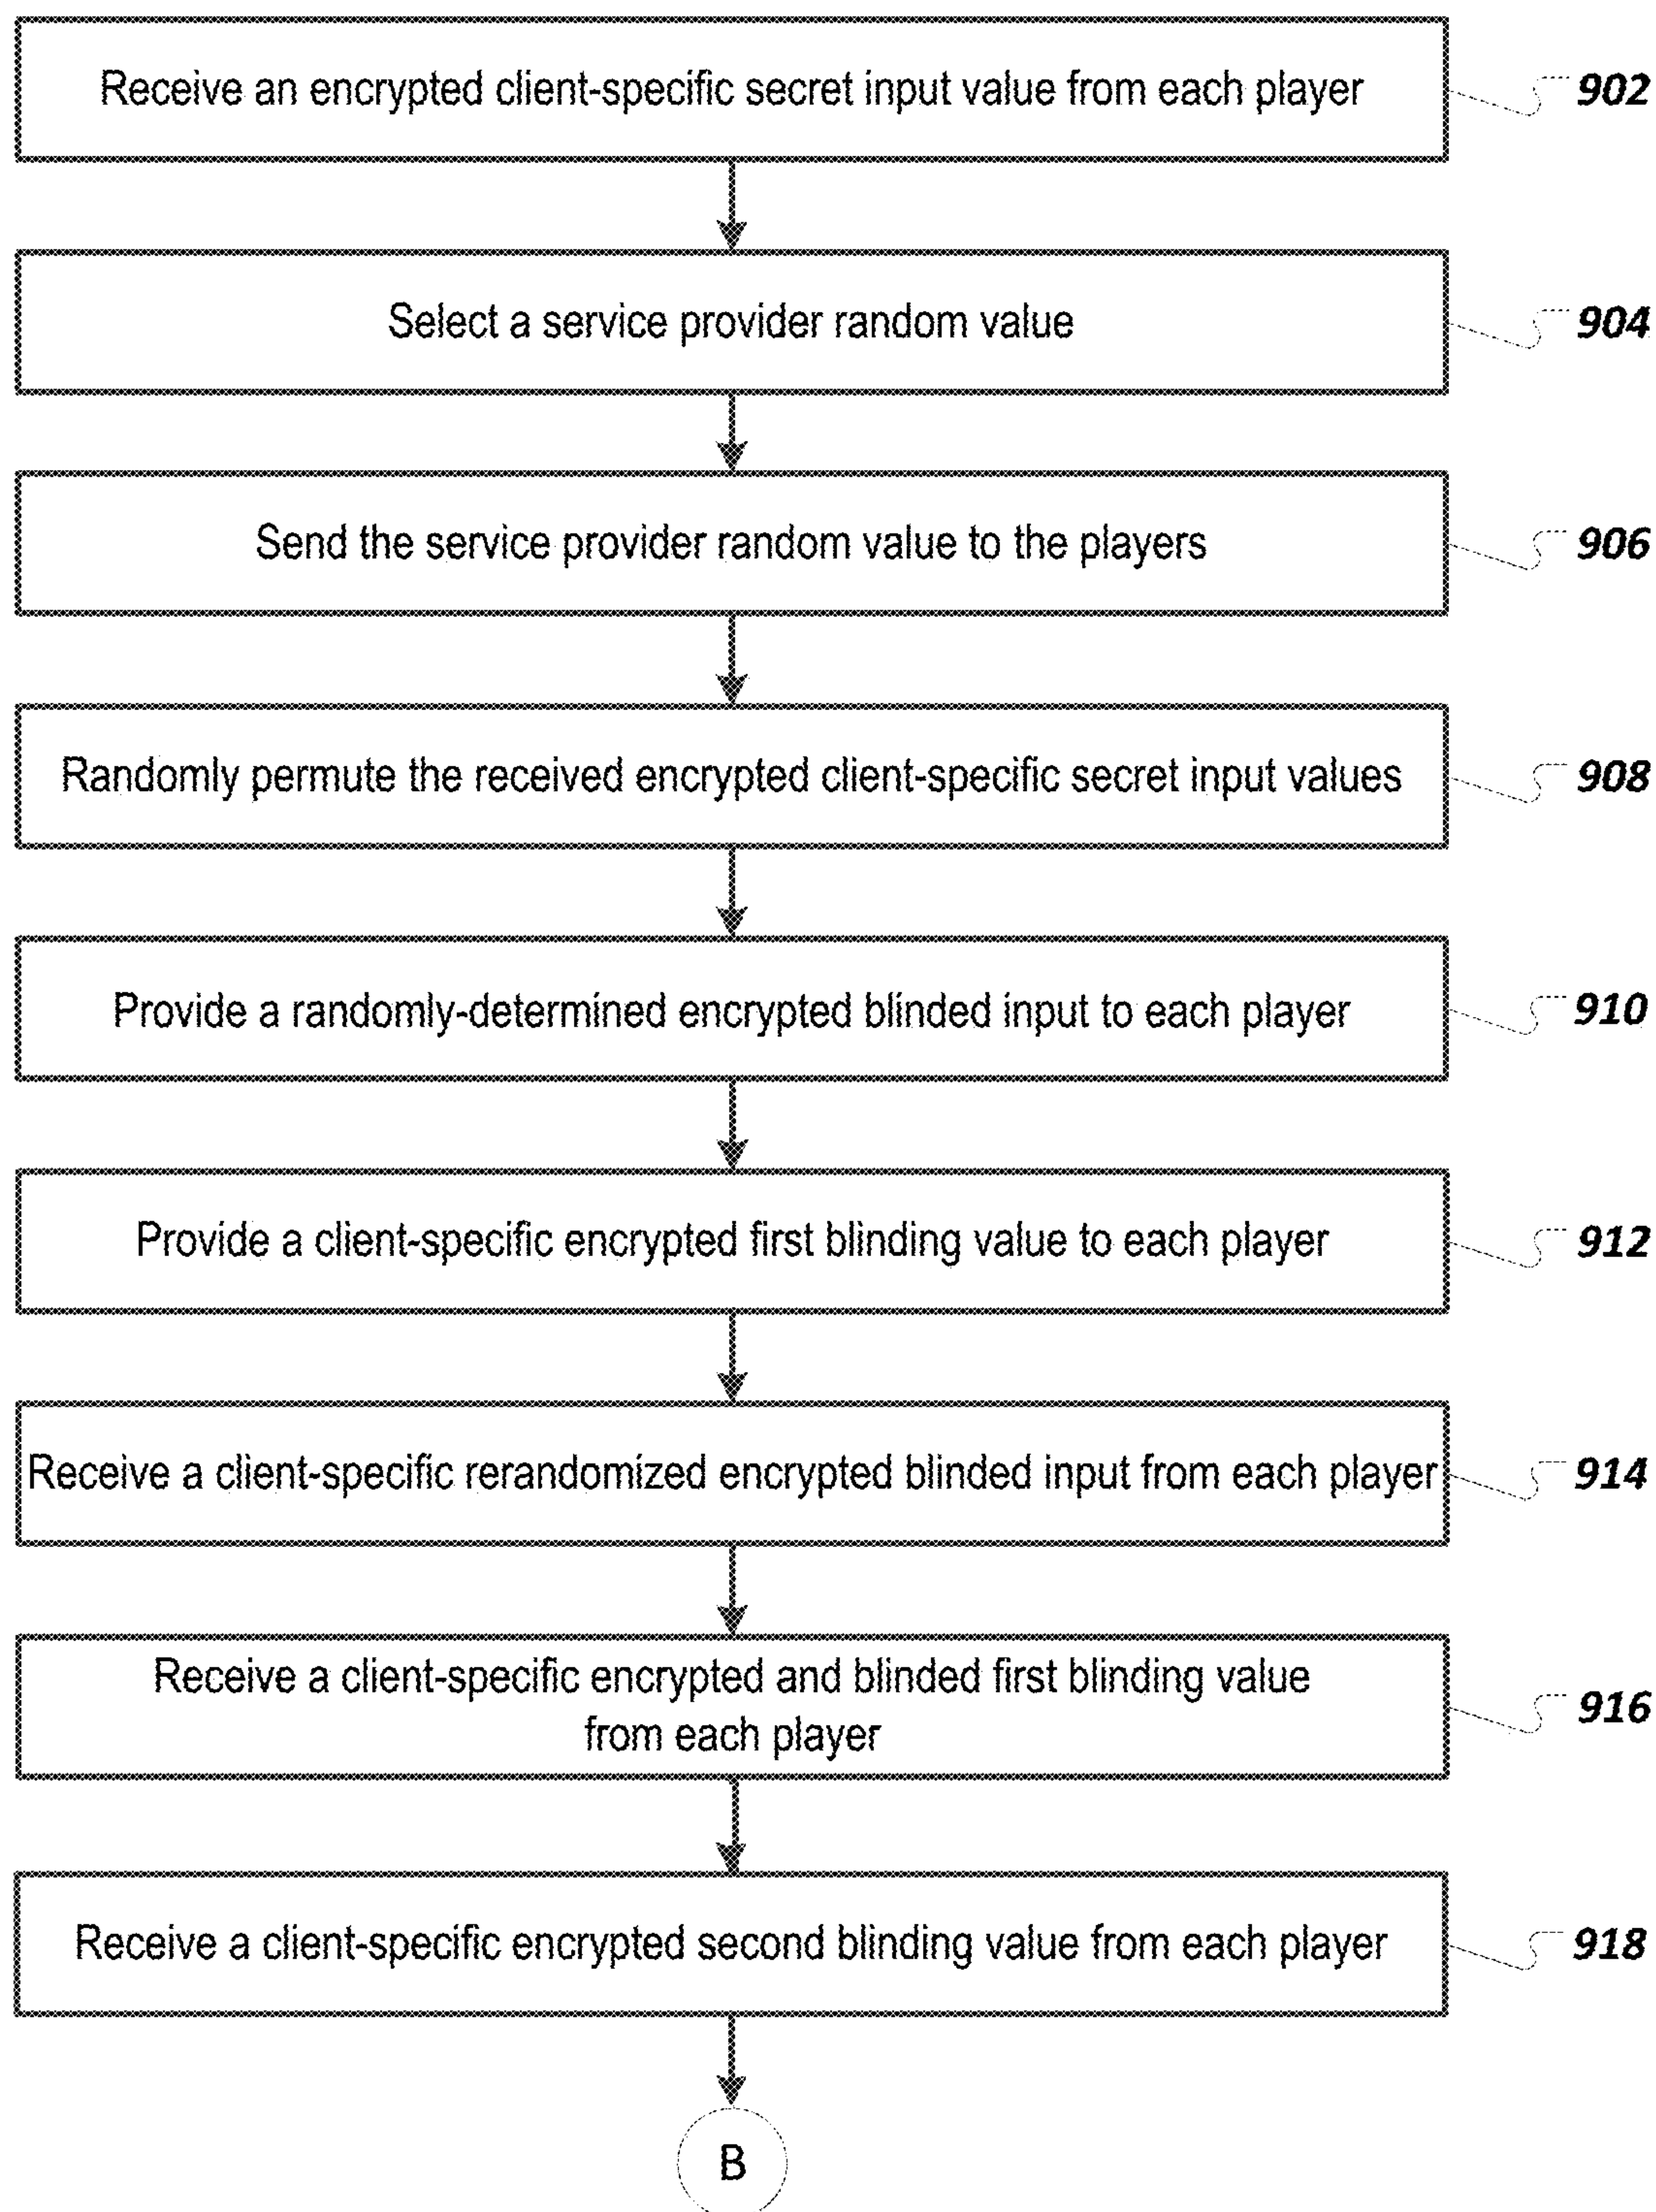 Receive an encrypted client-specific secret input value from each player
902
Select a service provider random value
904
Send the service provider random value to the players
906
Randomly permute the received encrypted client-specific secret input values
908
Provide a randomly-determined encrypted blinded input to each player
910
Provide a client-specific encrypted first blinding value to each player
912
Receive a client-specific rerandomized encrypted blinded input from each player
914
Receive a client-specific encrypted and blinded first blinding value
from each player
916
Receive a client-specific encrypted second blinding value from each player
918
B